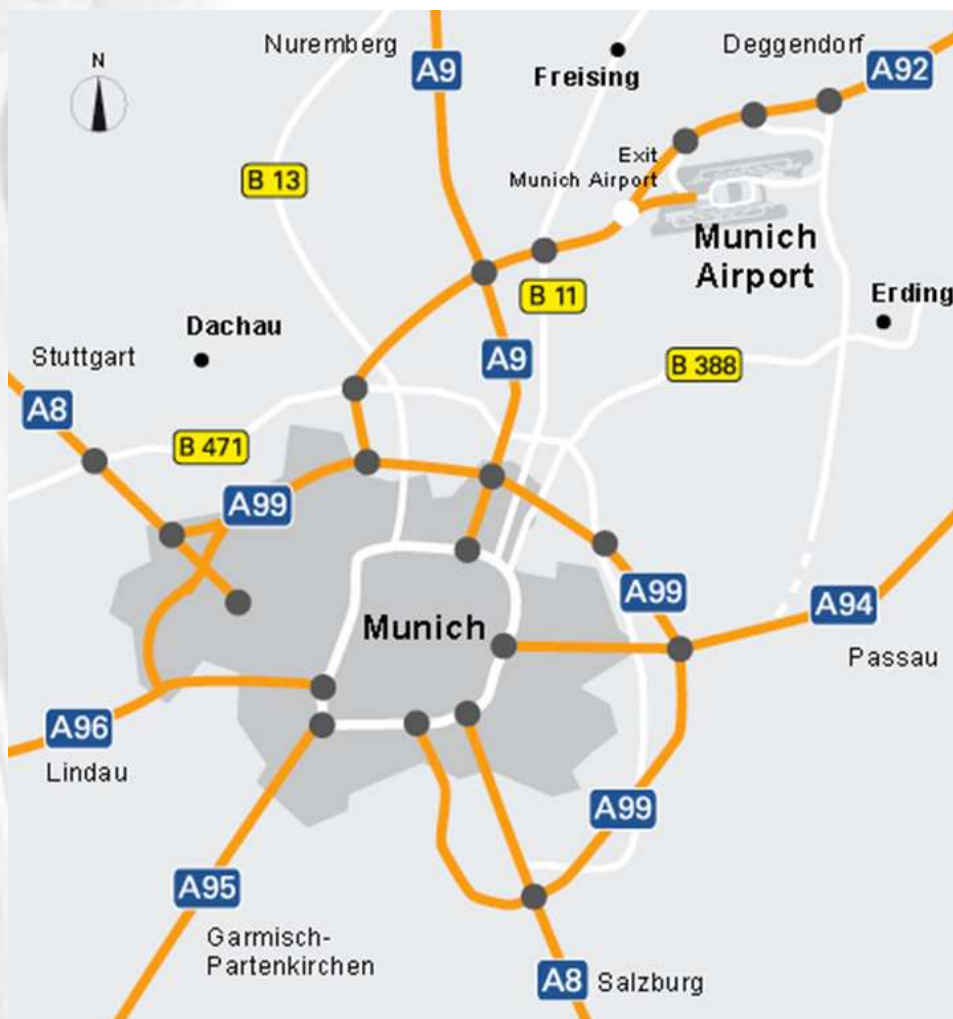 Nuremberg
A9
Deggendorf
A92
N
Freising
Exit
Munich Airport
B 13
Munich
Airport
B 11
Erding
Dachau
Stuttgart
A9
B 388
A8
B 471
A99
A99
A94
Munich
Passau
A96
Lindau
A99
A95
Garmisch-
Partenkirchen
A8
Salzburg